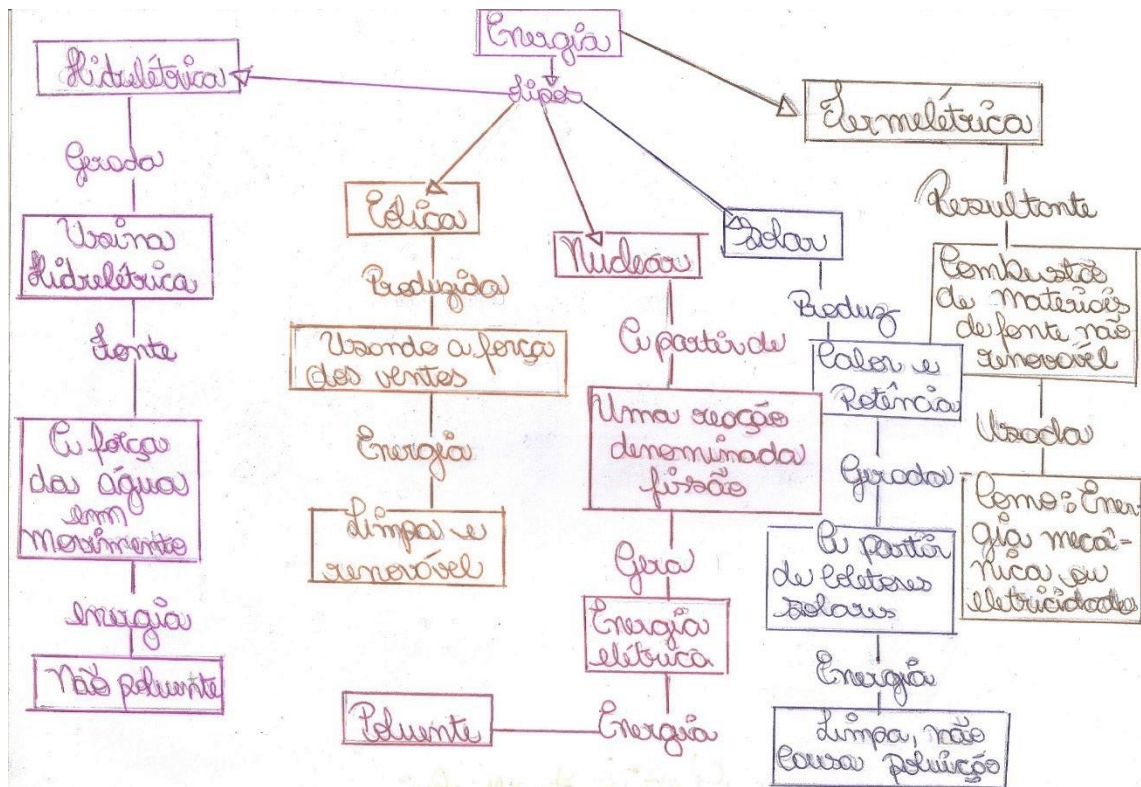 Energia
Tipos
Hidrelétrica
Gerada
Usina
Hidrelétrica
Fonte
A força
da água
em
movimento
energia
Não poluente
Eólica
Produzida
Usando a força
dos ventos
Energia
Limpa e
renovável
Nuclear
A partir de
Uma reação
denominada
fissão
Gera
Energia
elétrica
Energia
Poluente
Solar
Produz
Calor e
Potência
Gerada
A partir
de Coletores
solares
Energia
Limpa, não
causa poluição
Termelétrica
Resultante
Combustão
de materiais
de fonte não
renovável
Usada
Como: Ener-
gia mecâ-
nica ou
eletricidade